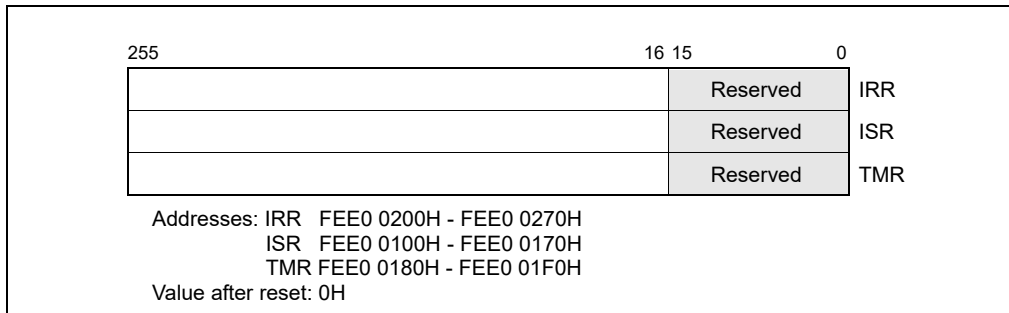 255 16 15 0
Reserved IRR
Reserved ISR
Reserved TMR
Addresses: IRR FEE0 0200H - FEE0 0270H
ISR FEE0 0100H - FEE0 0170H
TMR FEE0 0180H - FEE0 01F0H
Value after reset: 0H